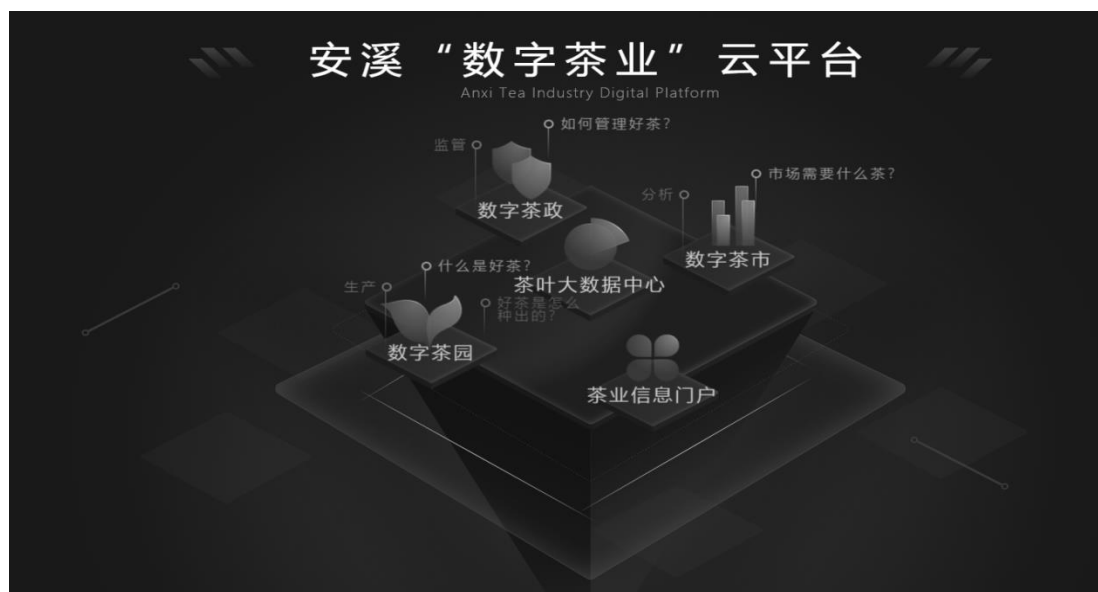 安溪“数字茶业”云平台
Anxi Tea Industry Digital Platform
如何管理好茶？
监管
数字茶政
市场需要什么茶？
分析
数字茶市
茶叶大数据中心
什么是好茶？
生产
好茶是怎么
种出的？
数字茶园
茶业信息门户